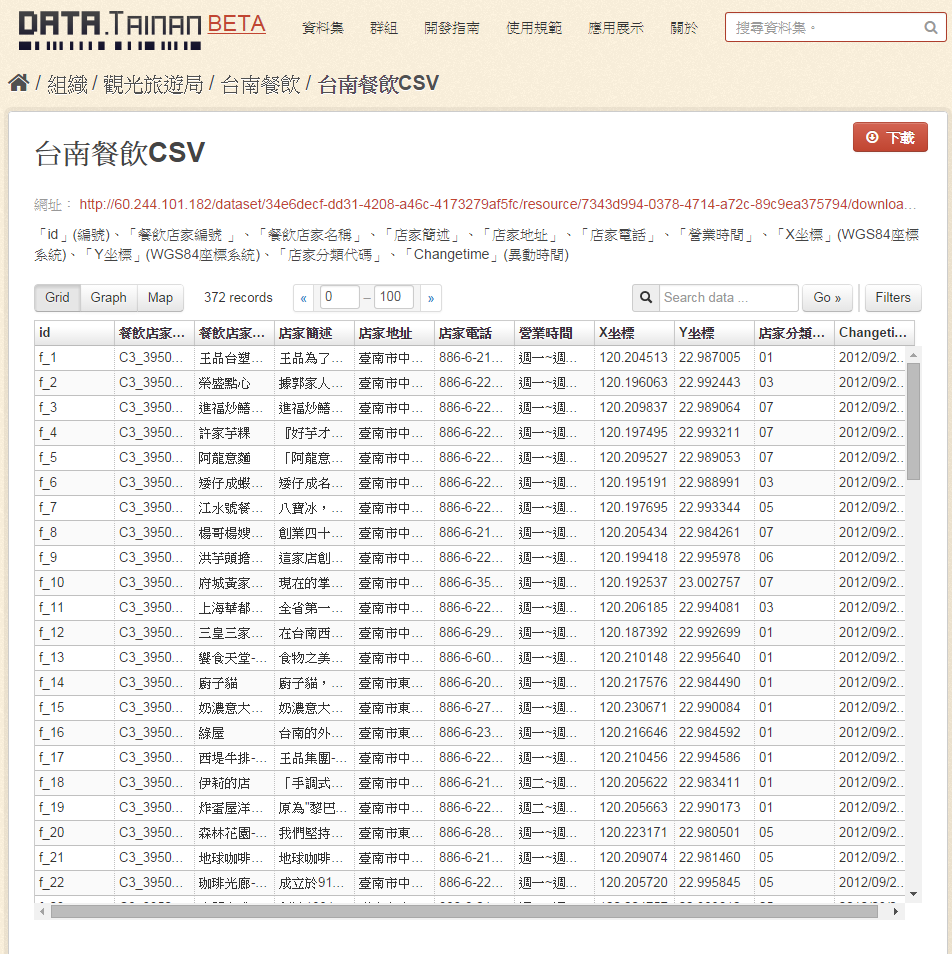 DATA.TAINAN BETA
資料集 群組 開發指南 使用規範 應用展示 關於 搜尋資料集。
/ 組織 / 觀光旅遊局 / 台南餐飲 / 台南餐飲CSV
下載
台南餐飲CSV
網址： http://60.244.101.182/dataset/34e6decf-dd31-4208-a46c-4173279af5fc/resource/7343d994-0378-4714-a72c-89c9ea375794/downloa...
「id」(編號)、「餐飲店家編號 」、「餐飲店家名稱」、「店家簡述」、「店家地址」、「店家電話」、「營業時間」、「X坐標」(WGS84座標
系統)、「Y坐標」(WGS84座標系統)、「店家分類代碼」、「Changetime」(異動時間)
Grid Graph Map 372 records « 0 – 100 » Search data ... Go » Filters
id 餐飲店家... 餐飲店家... 店家簡述 店家地址 店家電話 營業時間 X坐標 Y坐標 店家分類... Changeti...
f_1 C3_3950... 王品台塑... 王品為了... 臺南市中... 886-6-21... 週一~週... 120.204513 22.987005 01 2012/09/2...
f_2 C3_3950... 榮盛點心 據郭家人... 臺南市中... 886-6-22... 週一~週... 120.196063 22.992443 03 2012/09/2...
f_3 C3_3950... 進福炒鱔... 進福炒鱔... 臺南市中... 886-6-22... 週一~週... 120.209837 22.989064 07 2012/09/2...
f_4 C3_3950... 許家芋粿 『好芋才... 臺南市中... 886-6-22... 週一~週... 120.197495 22.993211 07 2012/09/2...
f_5 C3_3950... 阿龍意麵 「阿龍意... 臺南市中... 886-6-22... 週一~週... 120.209527 22.989053 07 2012/09/2...
f_6 C3_3950... 矮仔成蝦... 矮仔成名... 臺南市中... 886-6-22... 週一~週... 120.195191 22.988991 03 2012/09/2...
f_7 C3_3950... 江水號餐... 八寶冰，... 臺南市中... 886-6-22... 週一~週... 120.197695 22.993344 05 2012/09/2...
f_8 C3_3950... 楊哥楊嫂... 創業四十... 臺南市中... 886-6-21... 週一~週... 120.205434 22.984261 07 2012/09/2...
f_9 C3_3950... 洪芋頭擔... 這家店創... 臺南市中... 886-6-22... 週一~週... 120.199418 22.995978 06 2012/09/2...
f_10 C3_3950... 府城黃家... 現在的掌... 臺南市中... 886-6-35... 週一~週... 120.192537 23.002757 07 2012/09/2...
f_11 C3_3950... 上海華都... 全省第一... 臺南市中... 886-6-22... 週一~週... 120.206185 22.994081 03 2012/09/2...
f_12 C3_3950... 三皇三家... 在台南西... 臺南市中... 886-6-29... 週一~週... 120.187392 22.992699 01 2012/09/2...
f_13 C3_3950... 饗食天堂-... 食物之美... 臺南市中... 886-6-60... 週一~週... 120.210148 22.995640 01 2012/09/2...
f_14 C3_3950... 廚子貓 廚子貓，... 臺南市東... 886-6-20... 週一~週... 120.217576 22.984490 01 2012/09/2...
f_15 C3_3950... 奶濃意大... 奶濃意大... 臺南市東... 886-6-27... 週一~週... 120.230671 22.990084 01 2012/09/2...
f_16 C3_3950... 綠屋 台南的外... 臺南市東... 886-6-23... 週一~週... 120.216646 22.984592 01 2012/09/2...
f_17 C3_3950... 西堤牛排-... 王品集團-... 臺南市中... 886-6-22... 週一~週... 120.210456 22.994586 01 2012/09/2...
f_18 C3_3950... 伊莉的店 「手調式... 臺南市中... 886-6-21... 週二~週... 120.205622 22.983411 01 2012/09/2...
f_19 C3_3950... 炸蛋屋洋... 原為"黎巴... 臺南市中... 886-6-22... 週二~週... 120.205663 22.990173 01 2012/09/2...
f_20 C3_3950... 森林花園-... 我們堅持... 臺南市東... 886-6-28... 週一~週... 120.223171 22.980501 05 2012/09/2...
f_21 C3_3950... 地球咖啡... 地球咖啡... 臺南市中... 886-6-21... 週一~週... 120.209074 22.981460 05 2012/09/2...
f_22 C3_3950... 珈琲光廊-... 成立於91... 臺南市中... 886-6-22... 週一~週... 120.205720 22.995845 05 2012/09/2...